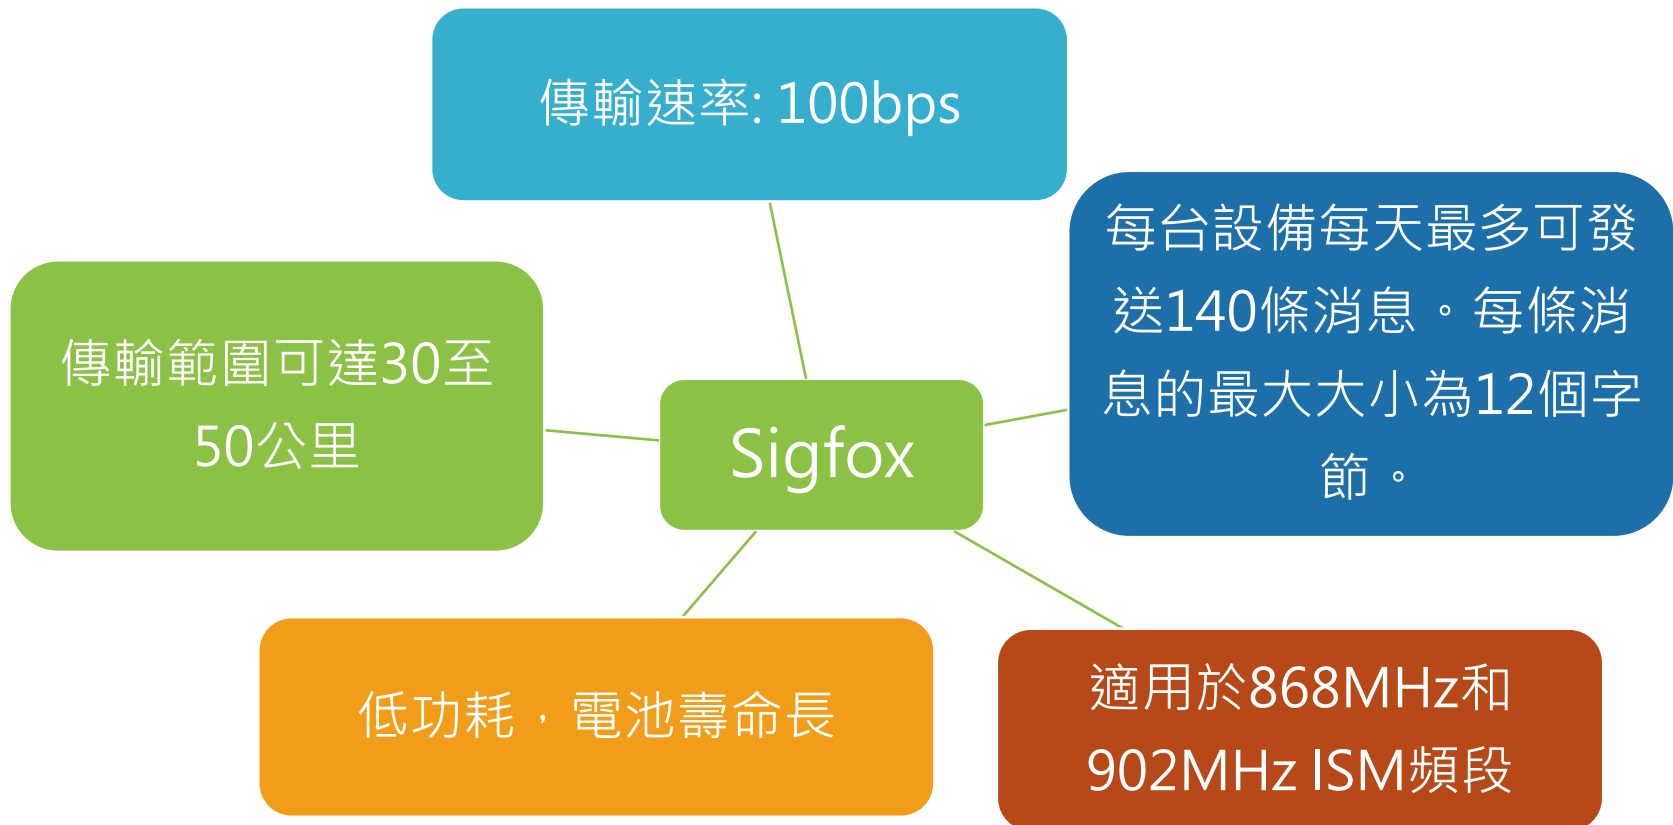 傳輸速率: 100bps
每台設備每天最多可發
送140條消息。每條消
息的最大大小為12個字
節。
傳輸範圍可達30至
50公里
Sigfox
低功耗，電池壽命長
適用於868MHz和
902MHz ISM頻段